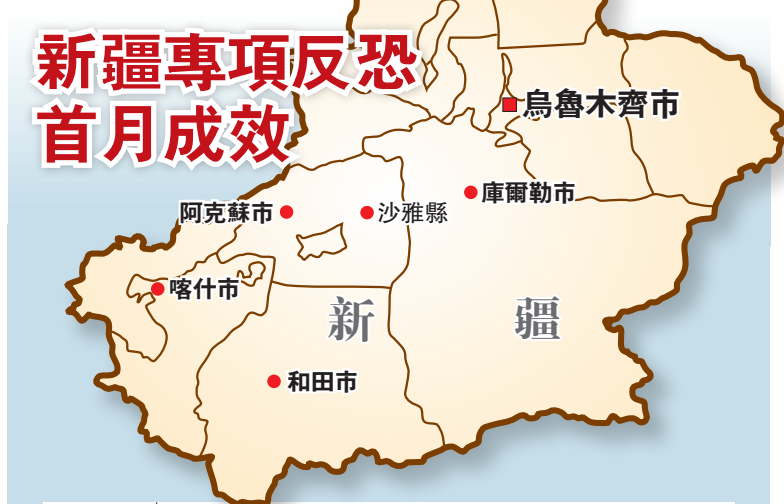 新疆專項反恐
首月成效
烏魯木齊市
庫爾勒市
阿克蘇市
沙雅縣
喀什市
新疆
和田市